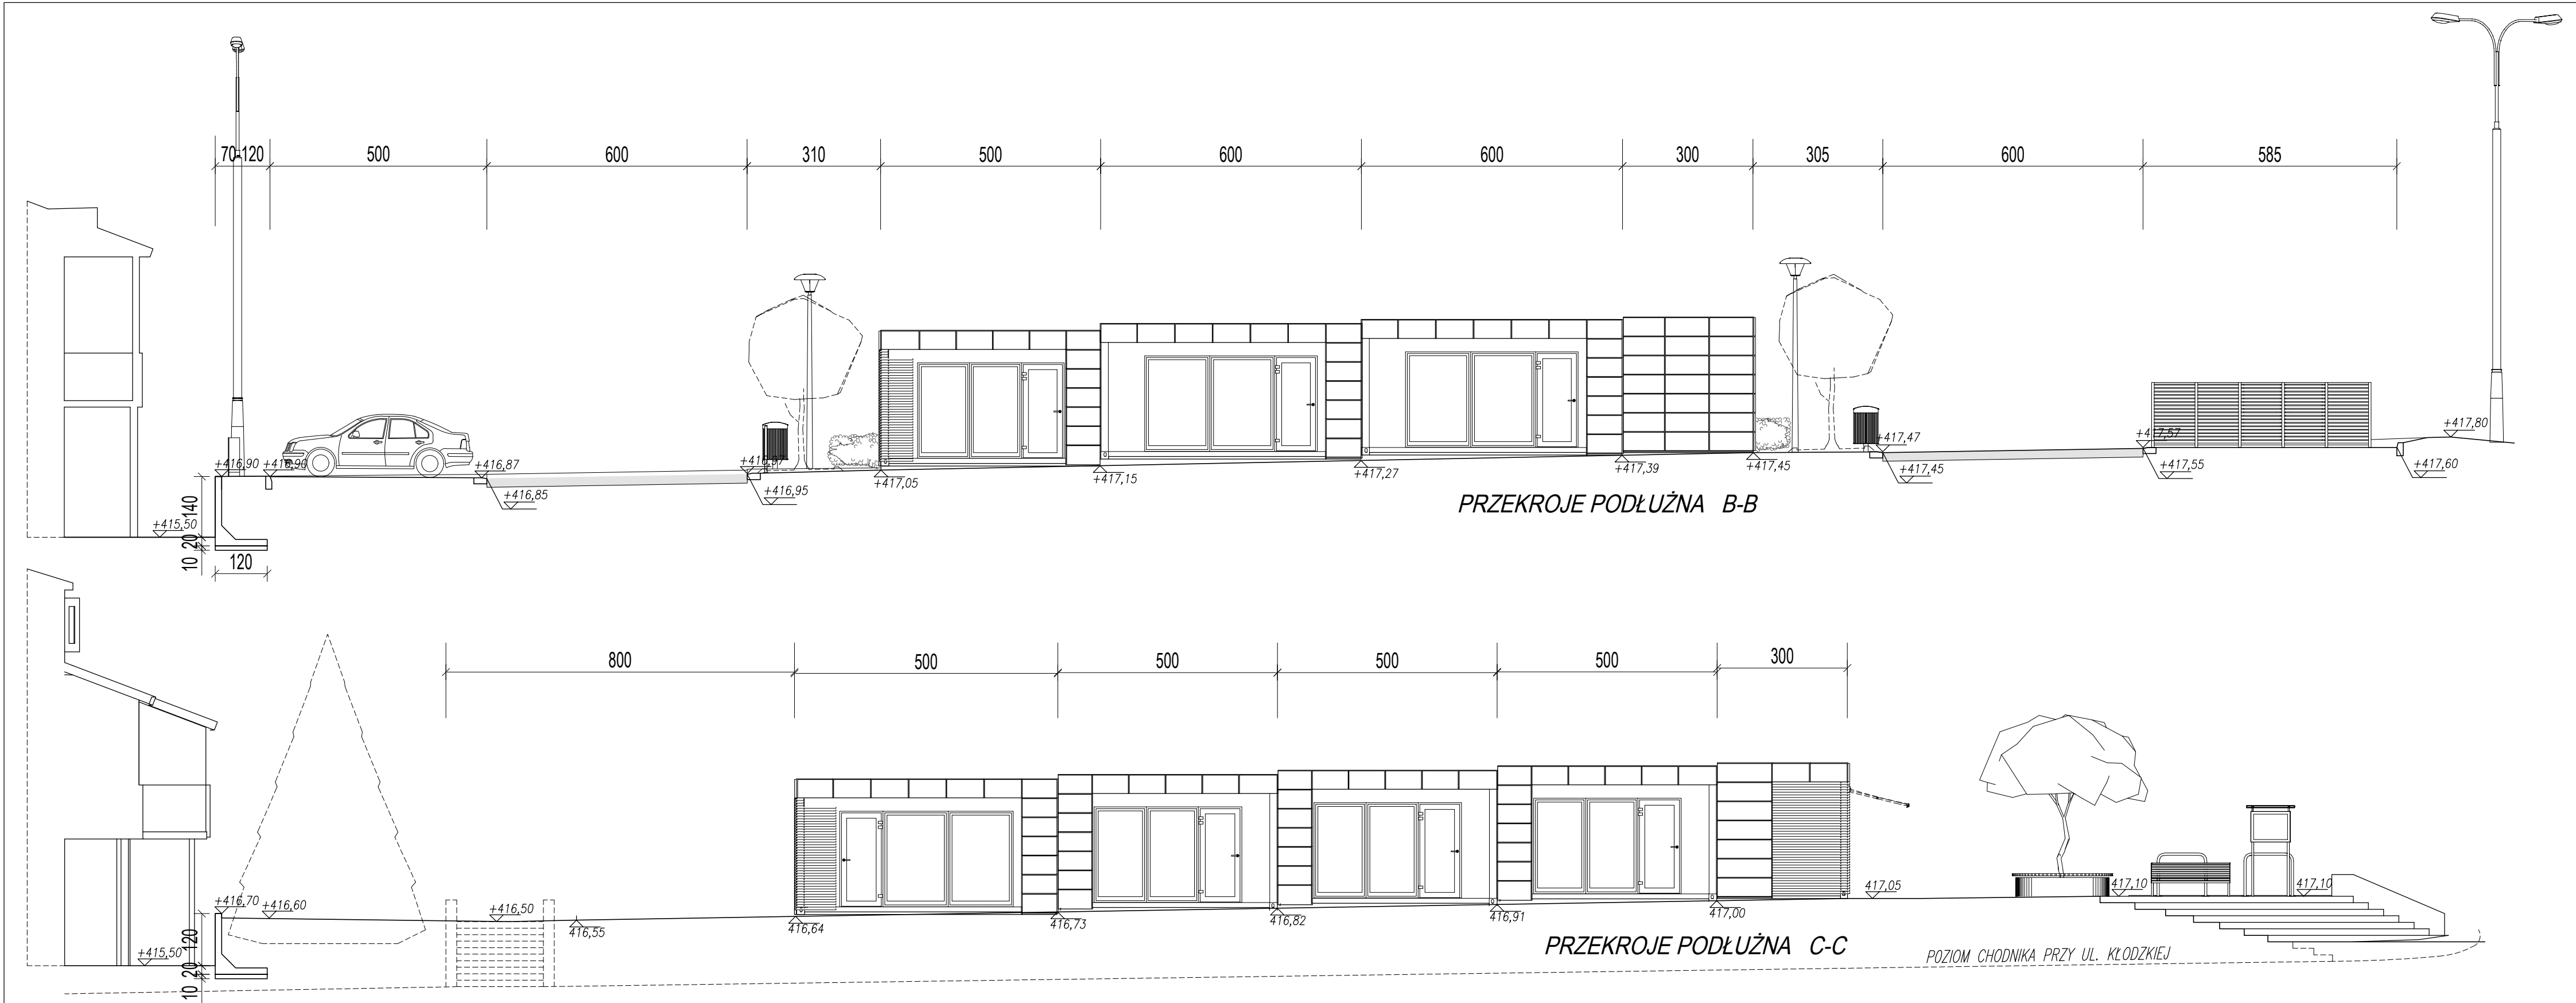 70-120 500 600 310 500 600 600 300 305 600 585
+416,90 +416,90 +416,87 +416,97 +417,47 +417,57 +417,80
+416,85 +416,95 +417,05 +417,15 +417,27 +417,39 +417,45 +417,45 +417,55 +417,60
+415,50
140
20
10
120
PRZEKROJE PODŁUŻNA B-B
800 500 500 500 500 300
+416,70 +416,60 +416,50 416,55 416,64 416,73 416,82 416,91 417,00 417,05 417,10 417,10
+415,50
120
20
10
PRZEKROJE PODŁUŻNA C-C
POZIOM CHODNIKA PRZY UL. KŁODZKIEJ